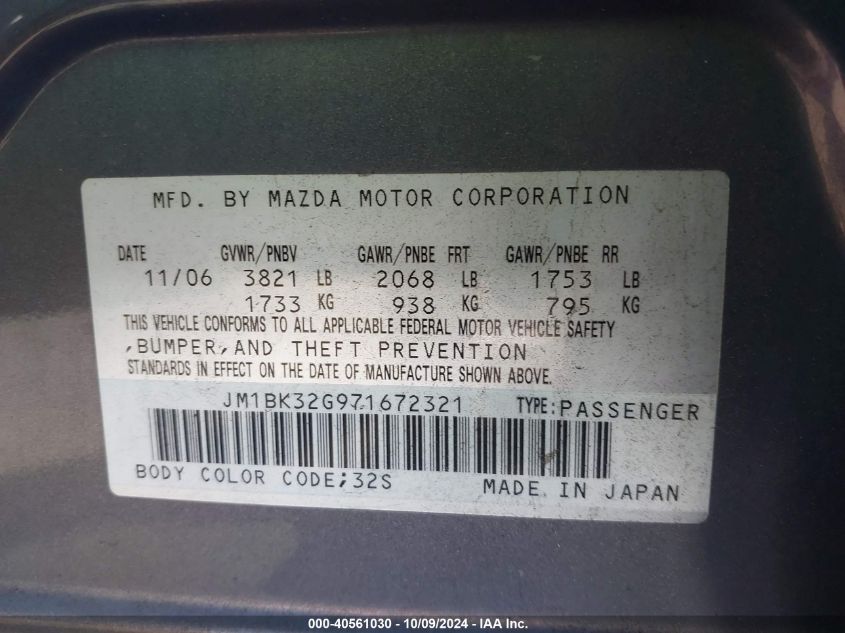 MFD. BY MAZDA MOTOR CORPORATION
DATE GVWR/PNBV GAWR/PNBE FRT GAWR/PNBE RR
11/06 3821 LB 2068 LB 1753 LB
1733 KG 938 KG 795 KG
THIS VEHICLE CONFORMS TO ALL APPLICABLE FEDERAL MOTOR VEHICLE SAFETY
,BUMPER,AND THEFT PREVENTION
STANDARDS IN EFFECT ON THE DATE OF MANUFACTURE SHOWN ABOVE.
JM1BK32G971672321 TYPE:PASSENGER
BODY COLOR CODE;32S MADE IN JAPAN
000-40561030 - 10/09/2024 - IAA Inc.